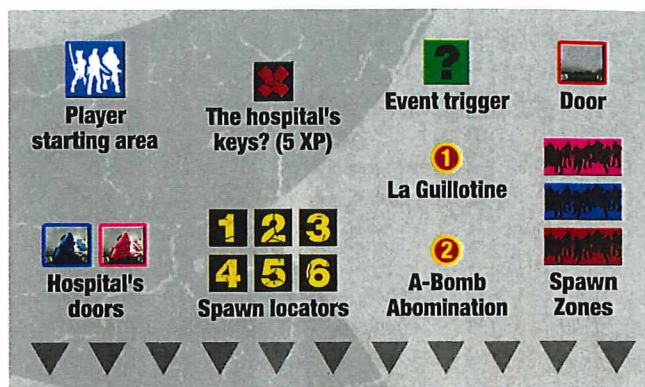 Player
starting area
The hospital's
keys? (5 XP)
?
Event trigger
Door
1
La Guillotine
Hospital's
doors
1 2 3
4 5 6
Spawn locators
2
A-Bomb
Abomination
Spawn
Zones